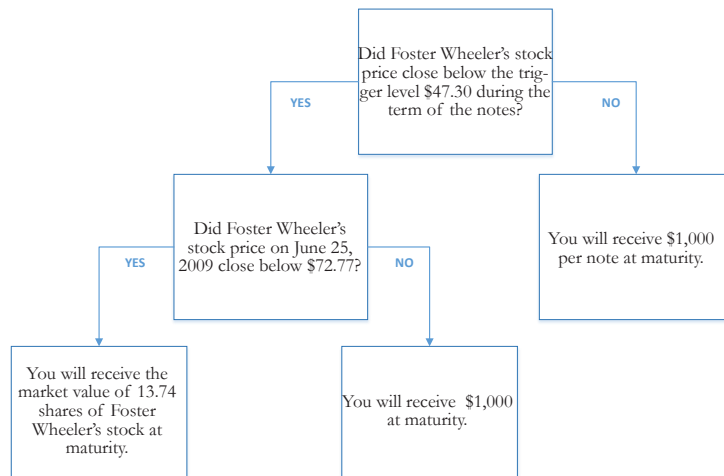 Did Foster Wheeler's stock
price close below the trig-
ger level $47.30 during the
term of the notes?
YES
NO
Did Foster Wheeler's
stock price on June 25,
2009 close below $72.77?
You will receive $1,000
per note at maturity.
YES
NO
You will receive the
market value of 13.74
shares of Foster
Wheeler's stock at
maturity.
You will receive $1,000
at maturity.